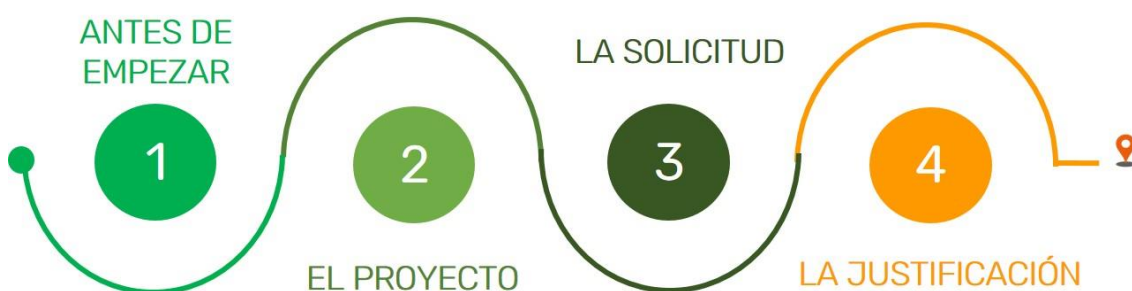 ANTES DE
EMPEZAR
1
2
EL PROYECTO
LA SOLICITUD
3
4
LA JUSTIFICACIÓN